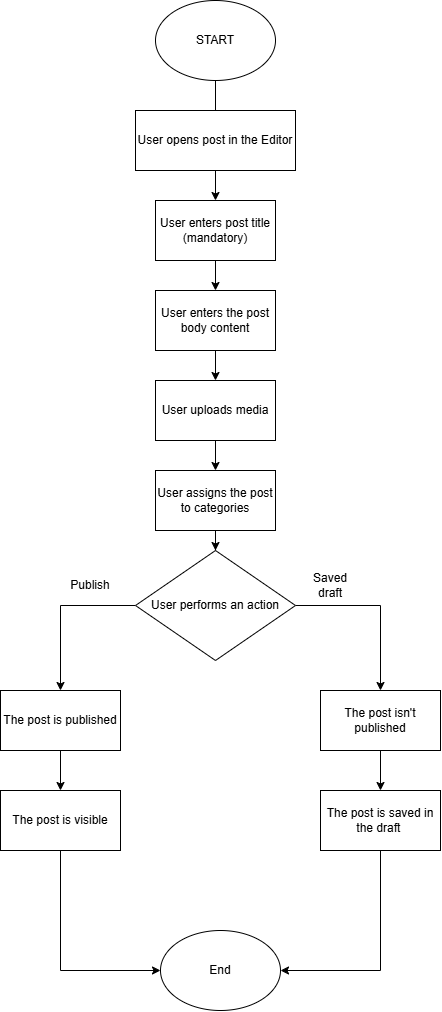 START
User opens post in the Editor
User enters post title
(mandatory)
User enters the post
body content
User uploads media
User assigns the post
to categories
Publish
User performs an action
Saved
draft
The post is published
The post isn't
published
The post is visible
The post is saved in
the draft
End